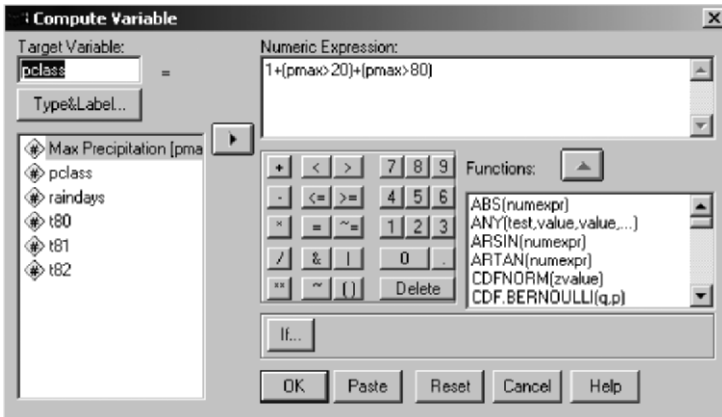 Compute Variable
Target Variable:
pclass
=
Type&Label...
Numeric Expression:
1+(pmax>20)+(pmax>80)
Max Precipitation [pma
pclass
raindays
t80
t81
t82
+ < > 7 8 9
- <= >= 4 5 6
* = ~= 1 2 3
/ & | 0 .
** ~ () Delete
Functions:
ABS(numexpr)
ANY(test,value,value,...)
ARSIN(numexpr)
ARTAN(numexpr)
CDFNORM(zvalue)
CDF.BERNOULLI(q,p)
If...
OK Paste Reset Cancel Help